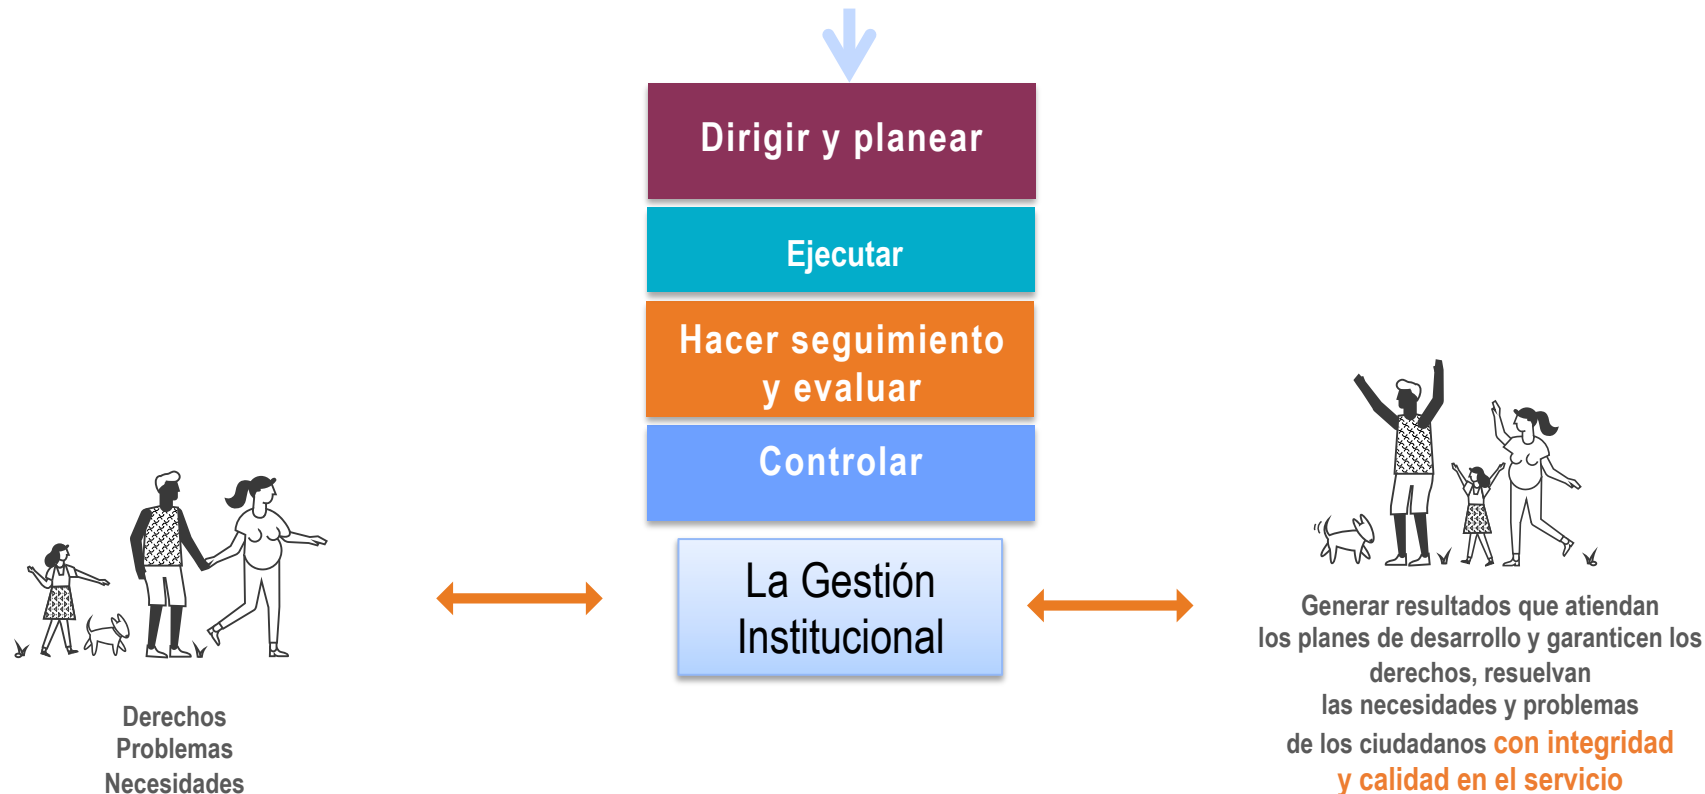 Dirigir y planear
Ejecutar
Hacer seguimiento
y evaluar
Controlar
La Gestión
Institucional
Derechos
Problemas
Necesidades
Generar resultados que atiendan
los planes de desarrollo y garanticen los
derechos, resuelvan
las necesidades y problemas
de los ciudadanos con integridad
y calidad en el servicio